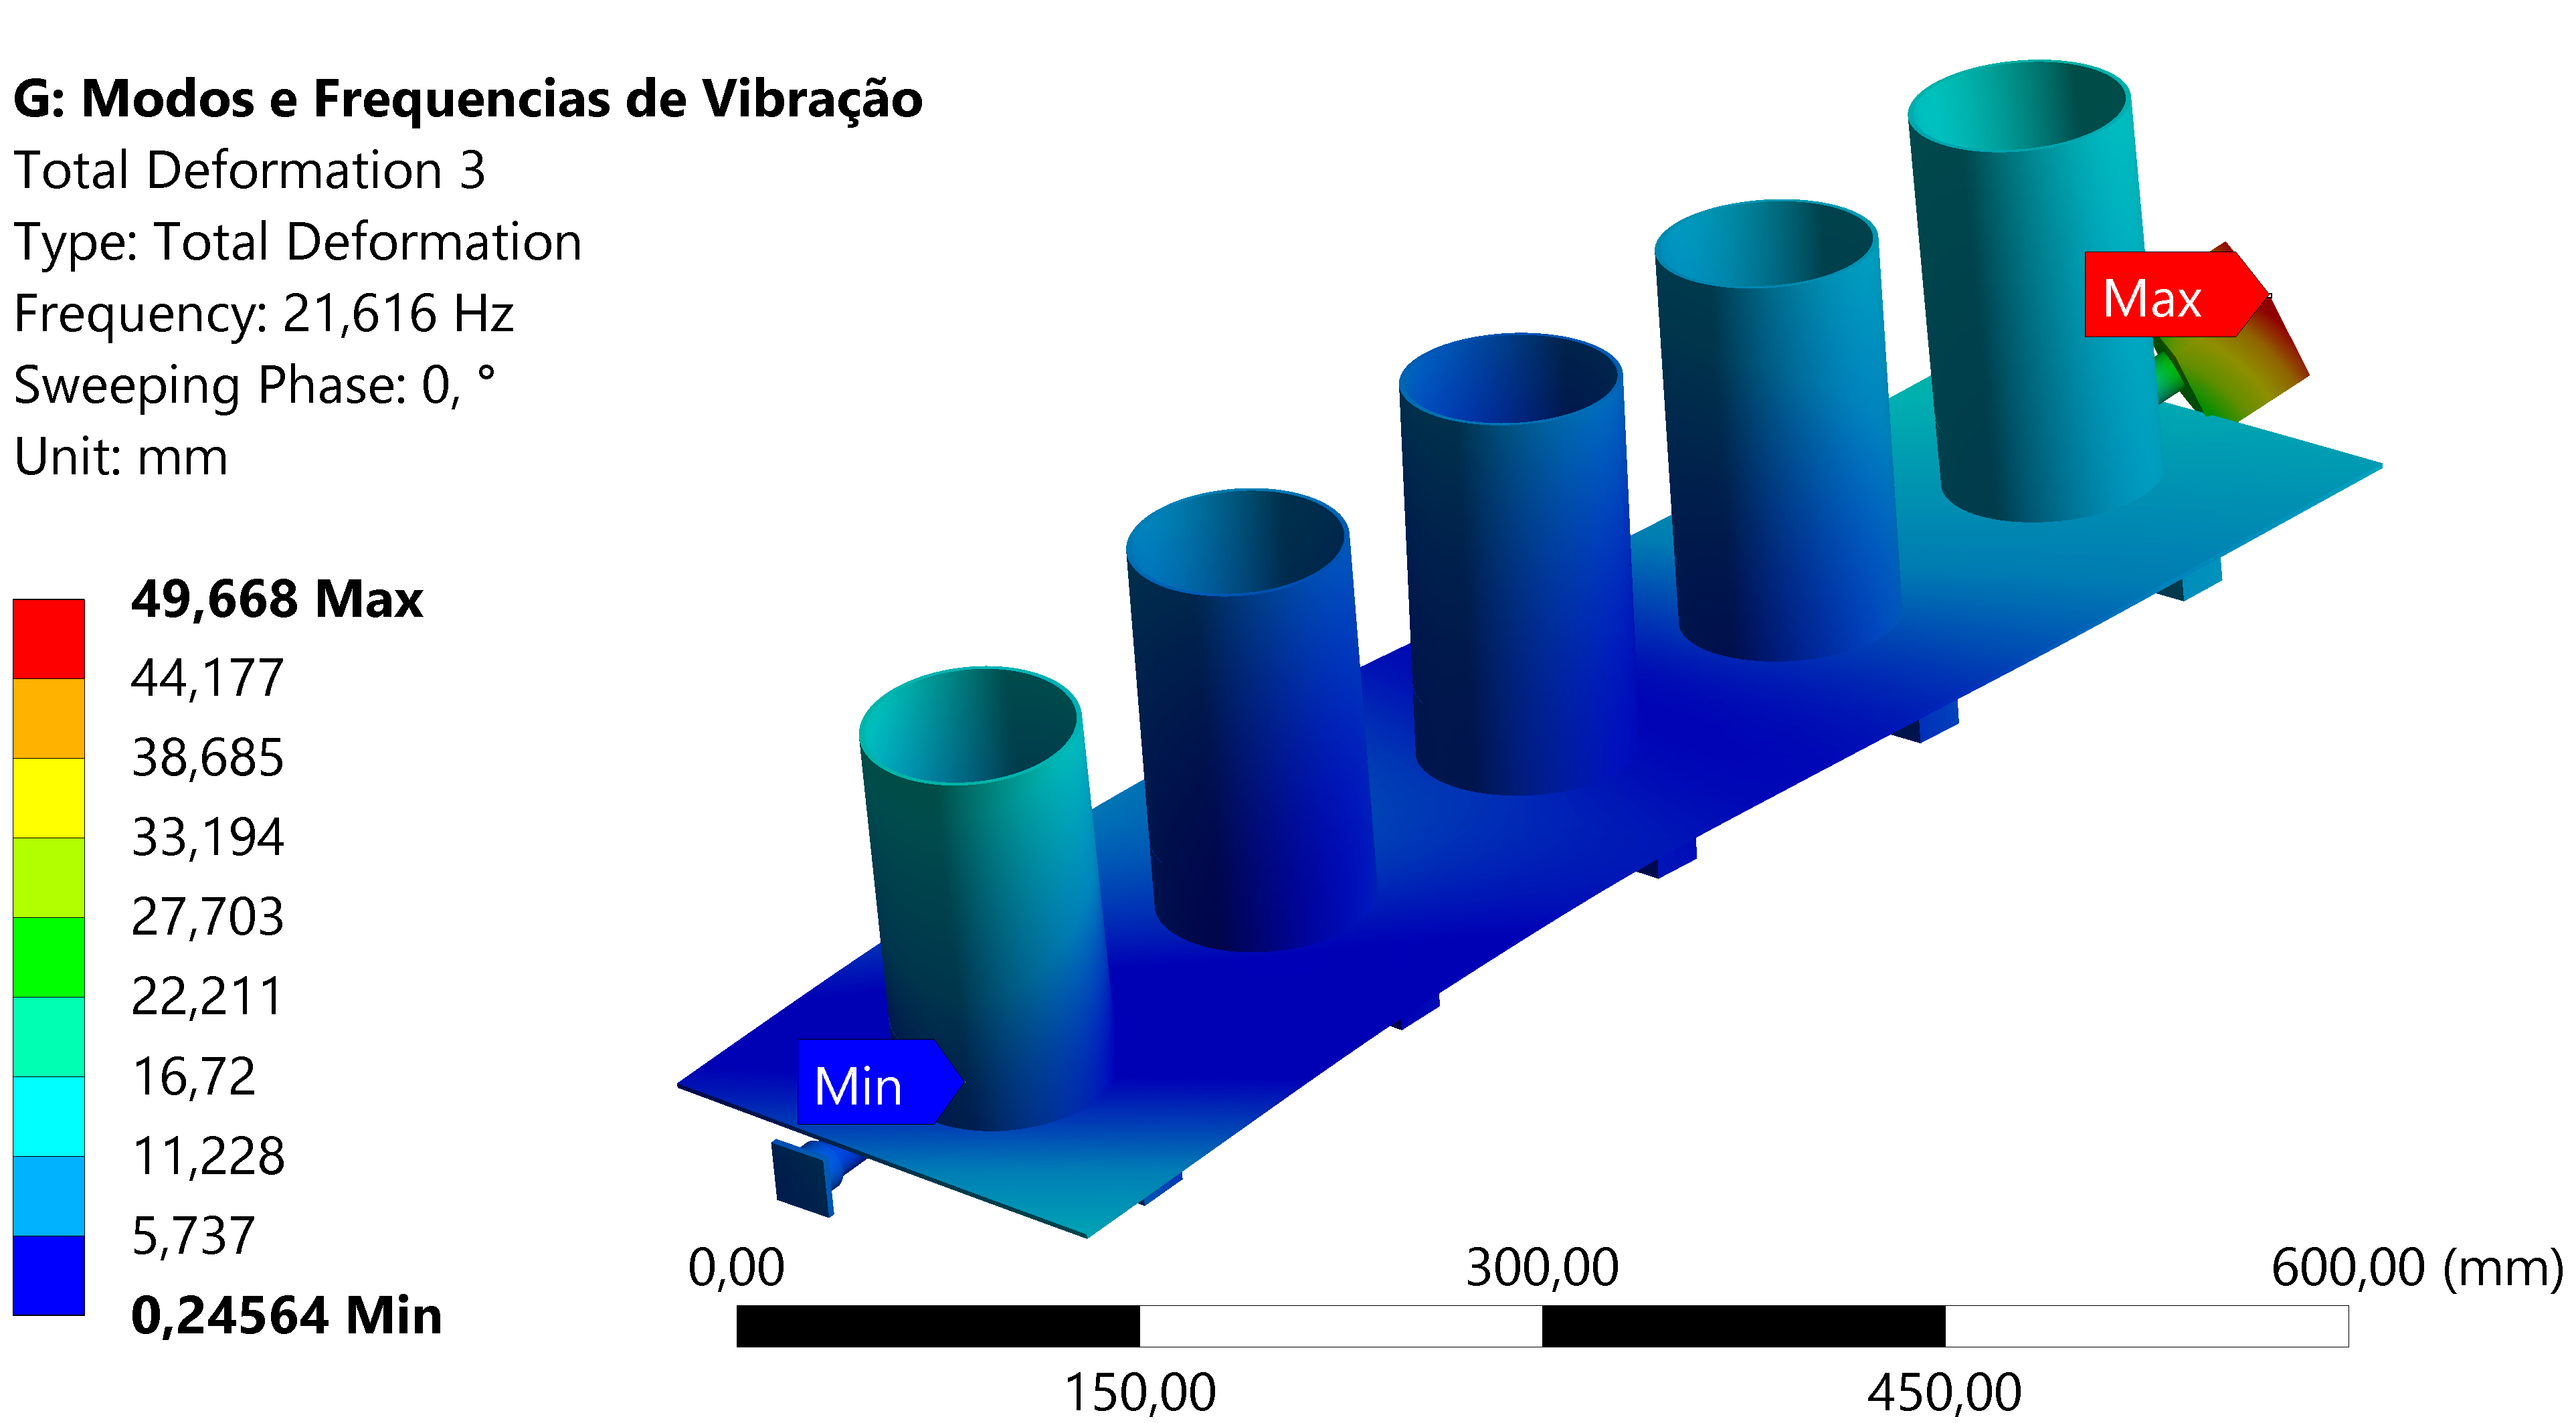 G: Modos e Frequencias de Vibração
Total Deformation 3
Type: Total Deformation
Frequency: 21,616 Hz
Sweeping Phase: 0, °
Unit: mm
49,668 Max
44,177
38,685
33,194
27,703
22,211
16,72
11,228
5,737
0,24564 Min
Max
Min
0,00 300,00 600,00 (mm)
150,00 450,00